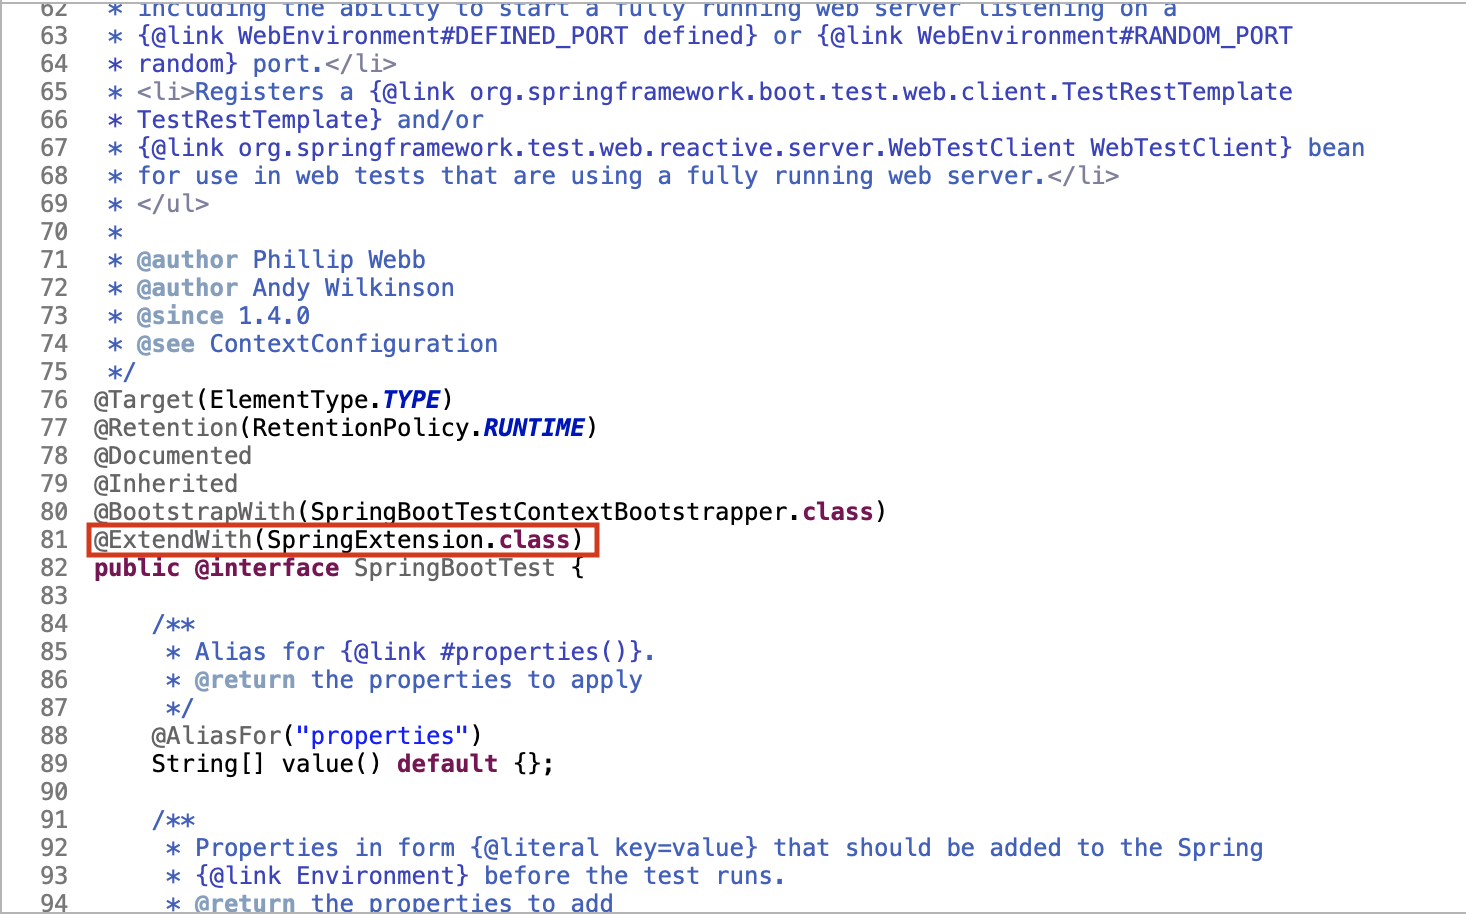 62 * including the ability to start a fully running web server listening on a
63 * {@link WebEnvironment#DEFINED_PORT defined} or {@link WebEnvironment#RANDOM_PORT
64 * random} port.</li>
65 * <li>Registers a {@link org.springframework.boot.test.web.client.TestRestTemplate
66 * TestRestTemplate} and/or
67 * {@link org.springframework.test.web.reactive.server.WebTestClient WebTestClient} bean
68 * for use in web tests that are using a fully running web server.</li>
69 * </ul>
70 *
71 * @author Phillip Webb
72 * @author Andy Wilkinson
73 * @since 1.4.0
74 * @see ContextConfiguration
75 */
76 @Target(ElementType.TYPE)
77 @Retention(RetentionPolicy.RUNTIME)
78 @Documented
79 @Inherited
80 @BootstrapWith(SpringBootTestContextBootstrapper.class)
81 @ExtendWith(SpringExtension.class)
82 public @interface SpringBootTest {
83
84 /**
85 * Alias for {@link #properties()}.
86 * @return the properties to apply
87 */
88 @AliasFor("properties")
89 String[] value() default {};
90
91 /**
92 * Properties in form {@literal key=value} that should be added to the Spring
93 * {@link Environment} before the test runs.
94 * @return the properties to add